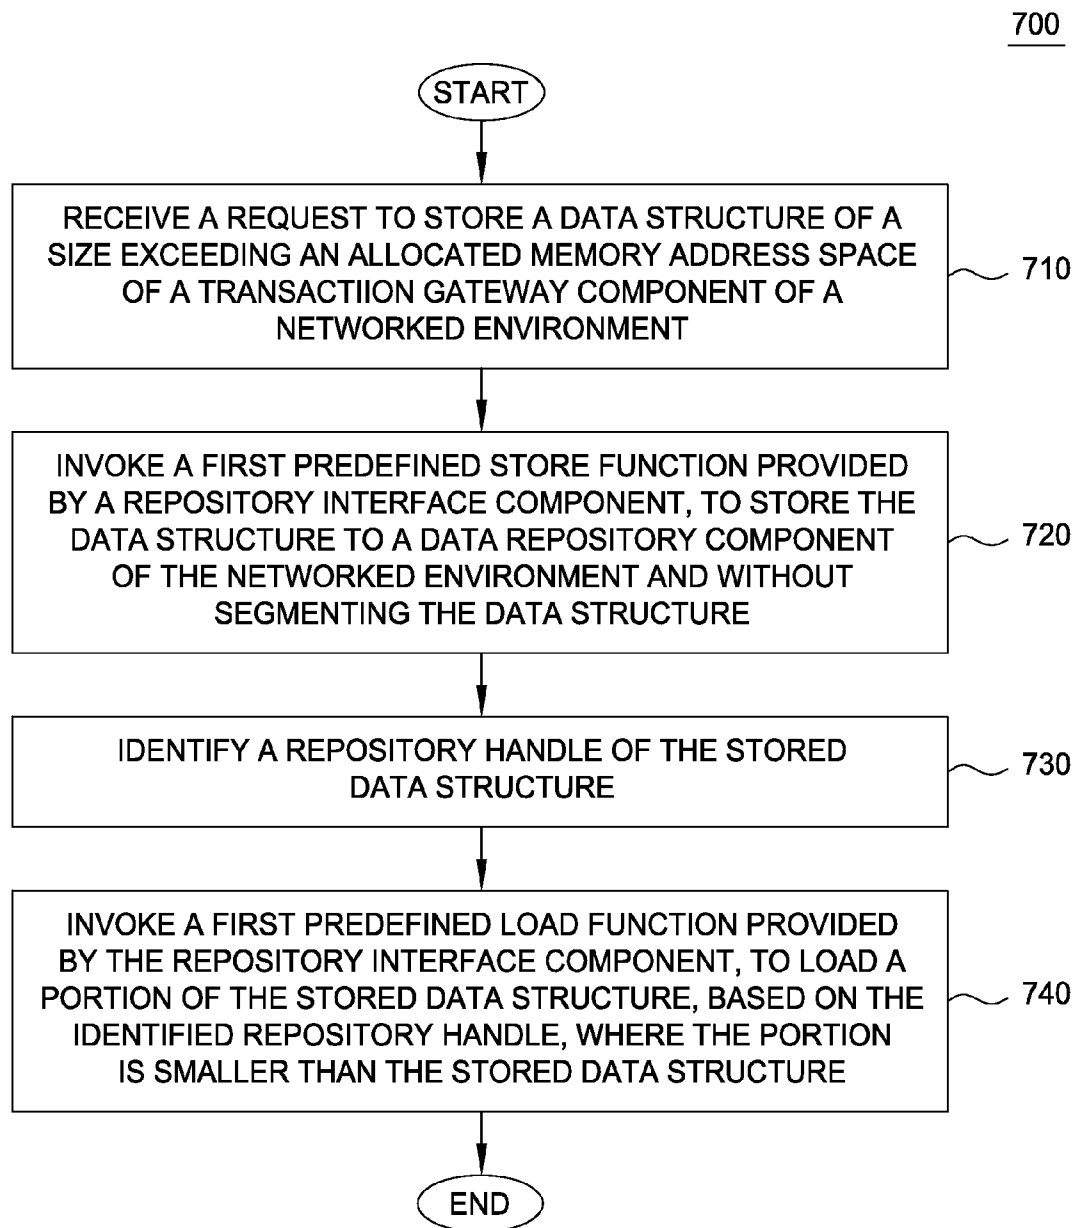 700
START
RECEIVE A REQUEST TO STORE A DATA STRUCTURE OF A
SIZE EXCEEDING AN ALLOCATED MEMORY ADDRESS SPACE
OF A TRANSACTIION GATEWAY COMPONENT OF A
NETWORKED ENVIRONMENT
710
INVOKE A FIRST PREDEFINED STORE FUNCTION PROVIDED
BY A REPOSITORY INTERFACE COMPONENT, TO STORE THE
DATA STRUCTURE TO A DATA REPOSITORY COMPONENT
OF THE NETWORKED ENVIRONMENT AND WITHOUT
SEGMENTING THE DATA STRUCTURE
720
IDENTIFY A REPOSITORY HANDLE OF THE STORED
DATA STRUCTURE
730
INVOKE A FIRST PREDEFINED LOAD FUNCTION PROVIDED
BY THE REPOSITORY INTERFACE COMPONENT, TO LOAD A
PORTION OF THE STORED DATA STRUCTURE, BASED ON THE
IDENTIFIED REPOSITORY HANDLE, WHERE THE PORTION
IS SMALLER THAN THE STORED DATA STRUCTURE
740
END